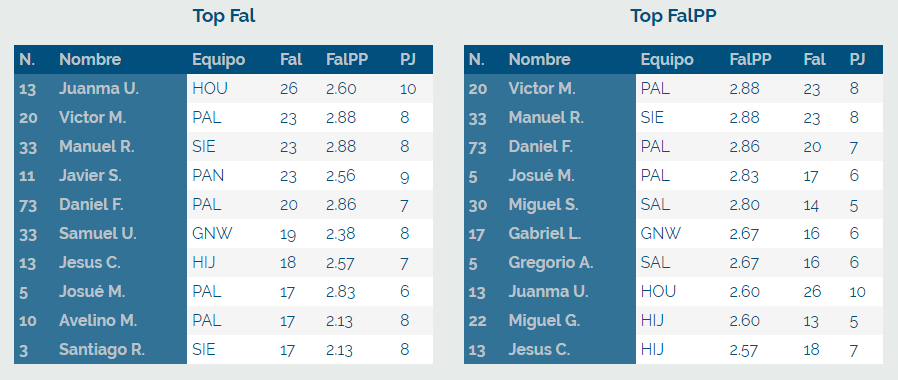 Top Fal
N. Nombre Equipo Fal FalPP PJ
13 Juanma U. HOU 26 2.60 10
20 Victor M. PAL 23 2.88 8
33 Manuel R. SIE 23 2.88 8
11 Javier S. PAN 23 2.56 9
73 Daniel F. PAL 20 2.86 7
33 Samuel U. GNW 19 2.38 8
13 Jesus C. HIJ 18 2.57 7
5 Josué M. PAL 17 2.83 6
10 Avelino M. PAL 17 2.13 8
3 Santiago R. SIE 17 2.13 8
Top FalPP
N. Nombre Equipo FalPP Fal PJ
20 Victor M. PAL 2.88 23 8
33 Manuel R. SIE 2.88 23 8
73 Daniel F. PAL 2.86 20 7
5 Josué M. PAL 2.83 17 6
30 Miguel S. SAL 2.80 14 5
17 Gabriel L. GNW 2.67 16 6
5 Gregorio A. SAL 2.67 16 6
13 Juanma U. HOU 2.60 26 10
22 Miguel G. HIJ 2.60 13 5
13 Jesus C. HIJ 2.57 18 7